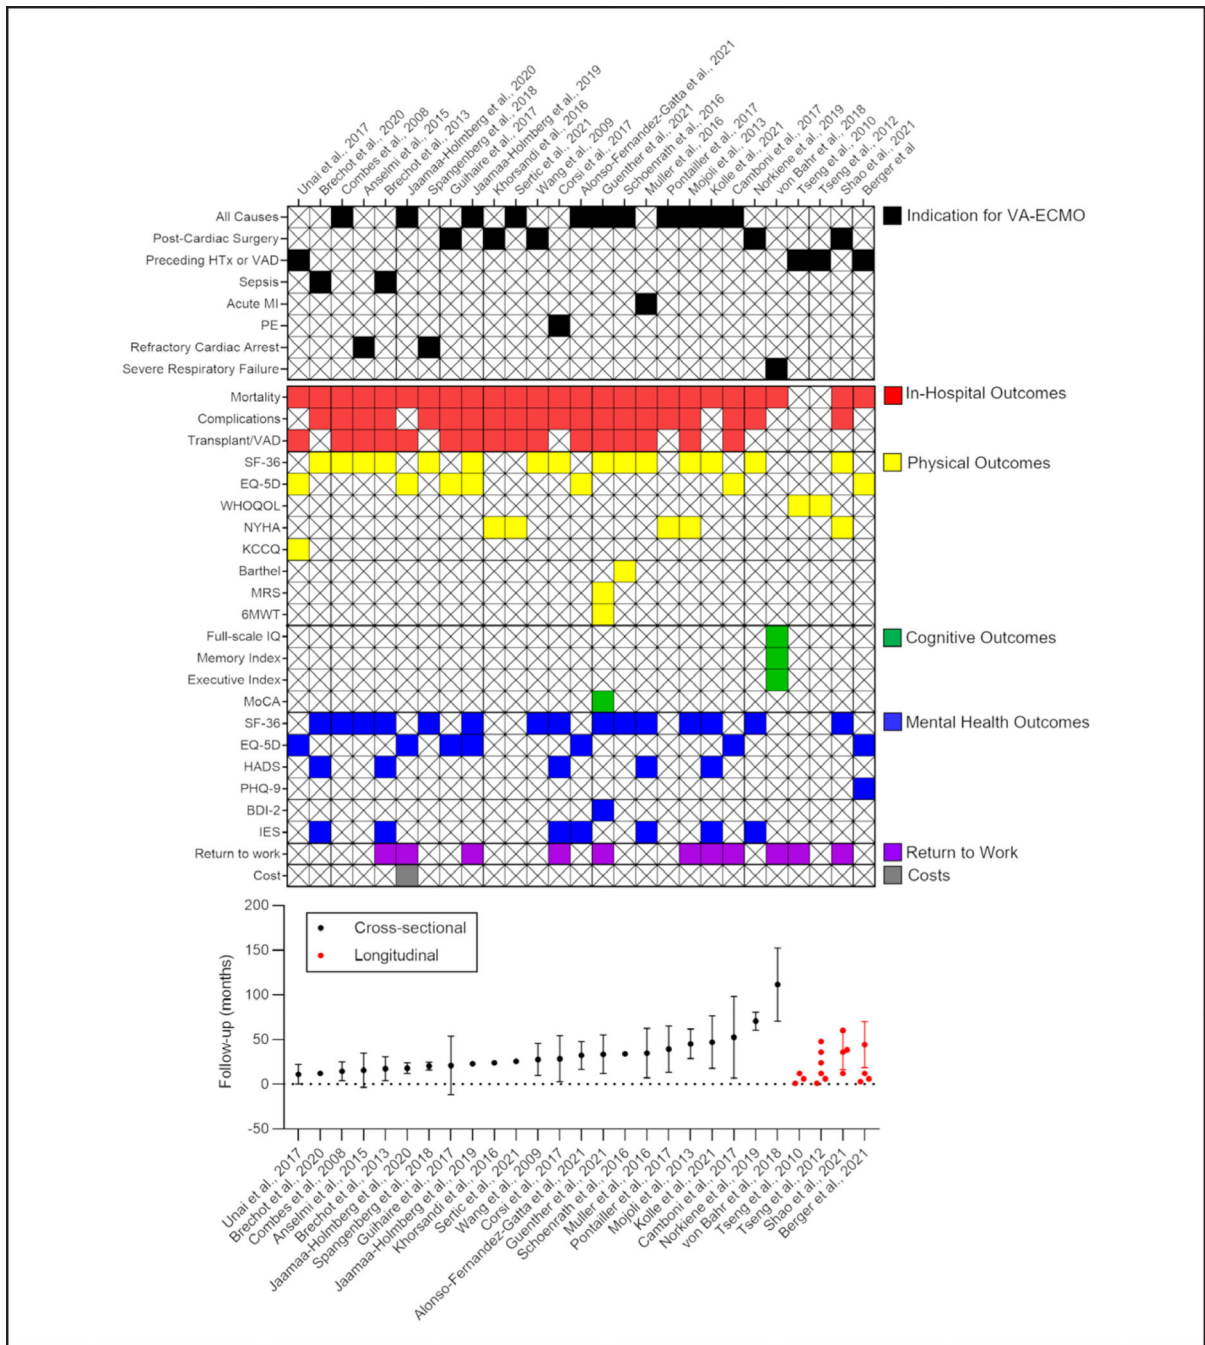 Unai et al., 2017
Brechot et al., 2020
Combes et al., 2008
Anselmi et al., 2015
Brechot et al., 2013
Jaamaa-Holmberg et al., 2020
Spangenberg et al., 2018
Guihaire et al., 2017
Jaamaa-Holmberg et al., 2019
Khorsandi et al., 2016
Sertic et al., 2021
Wang et al., 2009
Corsi et al., 2017
Alonso-Fernandez-Gatta et al., 2021
Guenther et al., 2021
Schoenrath et al., 2016
Muller et al., 2016
Pontailler et al., 2017
Mojoli et al., 2013
Kolle et al., 2021
Camboni et al., 2017
Norkiene et al., 2019
von Bahr et al., 2018
Tseng et al., 2010
Tseng et al., 2012
Shao et al., 2021
Berger et al
All Causes
Post-Cardiac Surgery
Preceding HTx or VAD
Sepsis
Acute MI
PE
Refractory Cardiac Arrest
Severe Respiratory Failure
Indication for VA-ECMO
Mortality
Complications
Transplant/VAD
In-Hospital Outcomes
SF-36
EQ-5D
WHOQOL
NYHA
KCCQ
Barthel
MRS
6MWT
Physical Outcomes
Full-scale IQ
Memory Index
Executive Index
MoCA
Cognitive Outcomes
SF-36
EQ-5D
HADS
PHQ-9
BDI-2
IES
Mental Health Outcomes
Return to work
Return to Work
Cost
Costs
200
150
100
50
0
-50
Follow-up (months)
Cross-sectional
Longitudinal
Unai et al., 2017
Brechot et al., 2020
Combes et al., 2008
Anselmi et al., 2015
Brechot et al., 2013
Jaamaa-Holmberg et al., 2020
Spangenberg et al., 2018
Guihaire et al., 2017
Jaamaa-Holmberg et al., 2019
Khorsandi et al., 2016
Sertic et al., 2021
Wang et al., 2009
Corsi et al., 2017
Alonso-Fernandez-Gatta et al., 2021
Guenther et al., 2021
Schoenrath et al., 2016
Muller et al., 2016
Pontailler et al., 2017
Mojoli et al., 2013
Kolle et al., 2021
Camboni et al., 2017
Norkiene et al., 2019
von Bahr et al., 2018
Tseng et al., 2010
Tseng et al., 2012
Shao et al., 2021
Berger et al., 2021